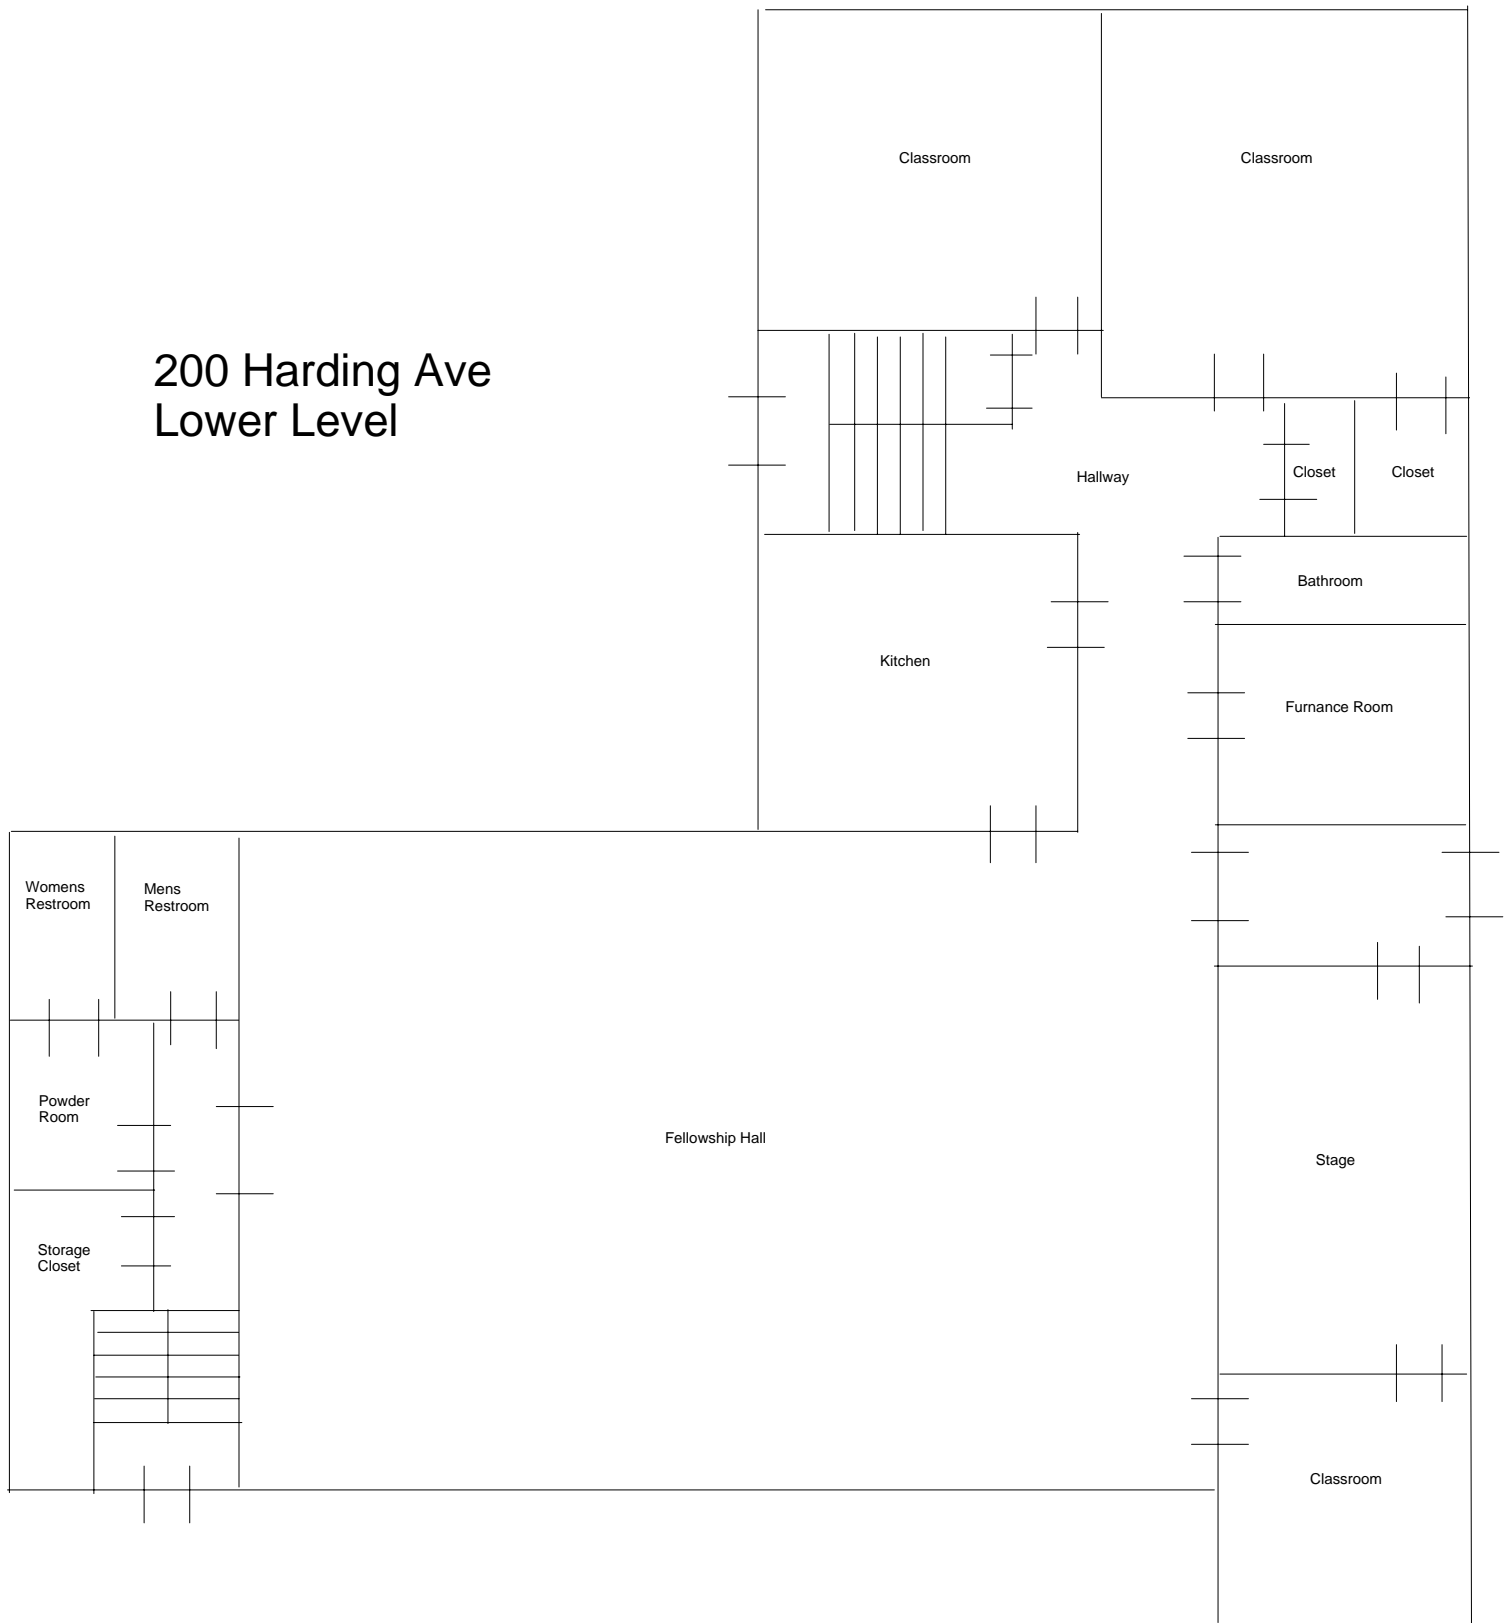 Classroom
Classroom
200 Harding Ave
Lower Level
Hallway
Closet
Closet
Bathroom
Kitchen
Furnance Room
Womens
Restroom
Mens
Restroom
Powder
Room
Fellowship Hall
Stage
Storage
Closet
Classroom